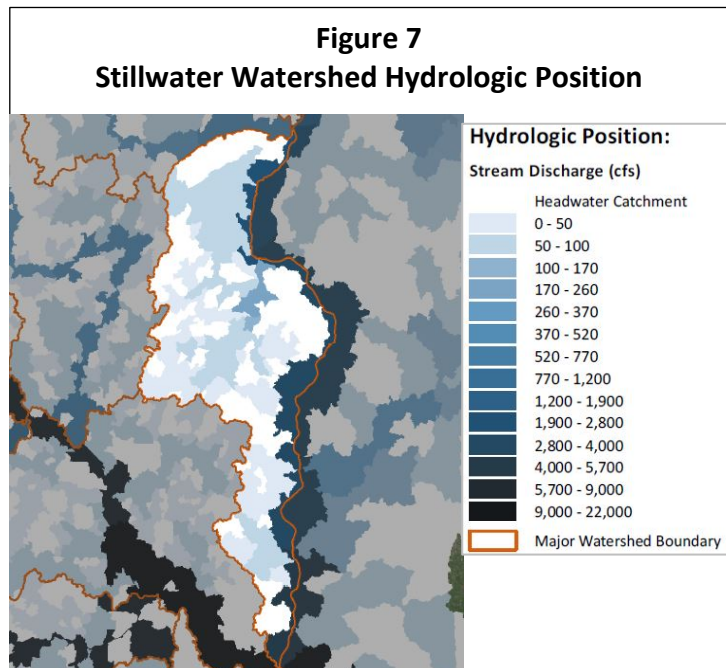 Figure 7
Stillwater Watershed Hydrologic Position
Hydrologic Position:
Stream Discharge (cfs)
Headwater Catchment
0 - 50
50 - 100
100 - 170
170 - 260
260 - 370
370 - 520
520 - 770
770 - 1,200
1,200 - 1,900
1,900 - 2,800
2,800 - 4,000
4,000 - 5,700
5,700 - 9,000
9,000 - 22,000
Major Watershed Boundary